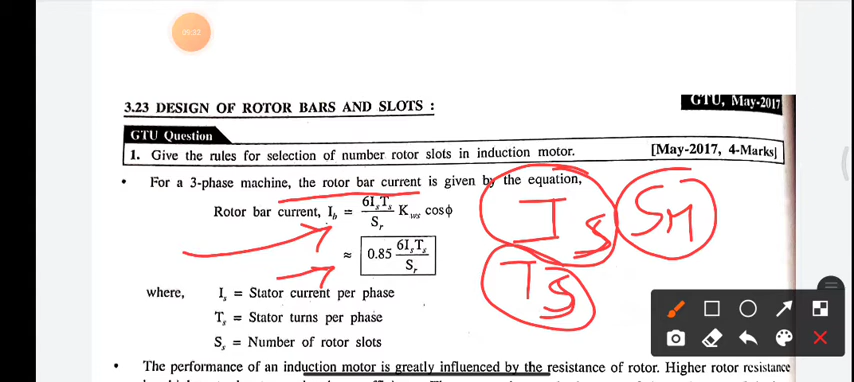 05:23
3.23 DESIGN OF ROTOR BARS AND SLOTS :
GTU, May-2017
GTU Question
1. Give the rules for selection of number rotor slots in induction motor. [May-2017, 4-Marks]
• For a 3-phase machine, the rotor bar current is given by the equation,
Rotor bar current, I_b = 6I_sT_s / S_r K_ws cosϕ
≈ 0.85 6I_sT_s / S_r
I_s
S_r
T_s
where, I_s = Stator current per phase
T_s = Stator turns per phase
S_s = Number of rotor slots
• The performance of an induction motor is greatly influenced by the resistance of rotor. Higher rotor resistance